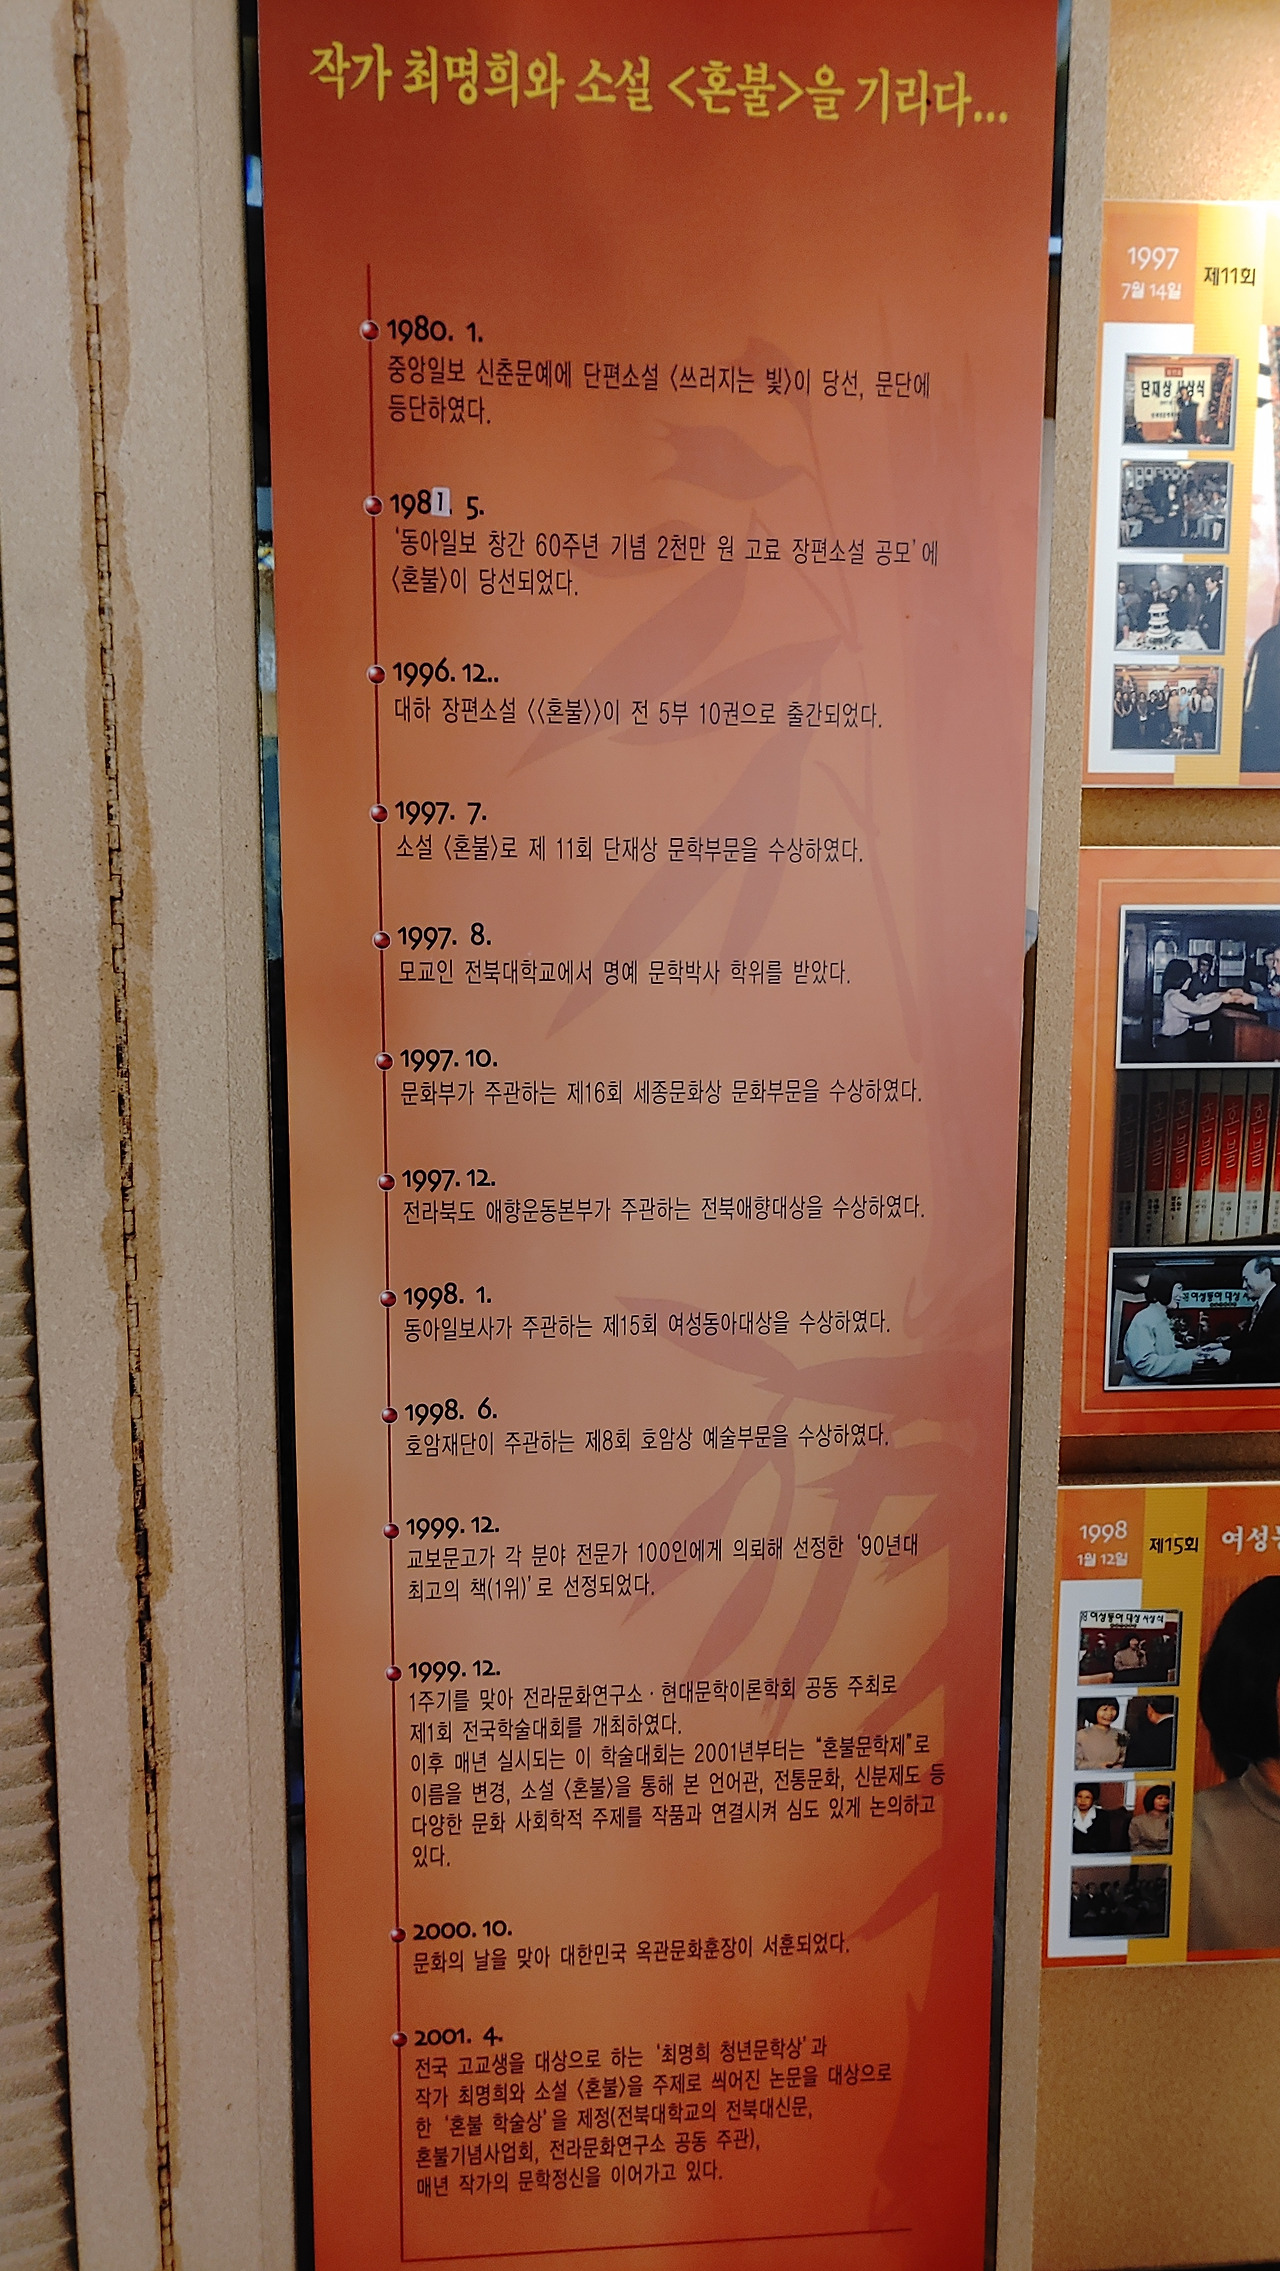 작가 최명희와 소설 <혼불>을 기리다...
1980. 1.
중앙일보 신춘문예에 단편소설 〈쓰러지는 빛〉이 당선, 문단에
등단하였다.
1981. 5.
‘동아일보 창간 60주년 기념 2천만 원 고료 장편소설 공모’에
〈혼불〉이 당선되었다.
1996. 12..
대하 장편소설 〈〈혼불〉〉이 전 5부 10권으로 출간되었다.
1997. 7.
소설 〈혼불〉로 제 11회 단재상 문학부문을 수상하였다.
1997. 8.
모교인 전북대학교에서 명예 문학박사 학위를 받았다.
1997. 10.
문화부가 주관하는 제16회 세종문화상 문화부문을 수상하였다.
1997. 12.
전라북도 애향운동본부가 주관하는 전북애향대상을 수상하였다.
1998. 1.
동아일보사가 주관하는 제15회 여성동아대상을 수상하였다.
1998. 6.
호암재단이 주관하는 제8회 호암상 예술부문을 수상하였다.
1999. 12.
교보문고가 각 분야 전문가 100인에게 의뢰해 선정한 ‘90년대
최고의 책(1위)’로 선정되었다.
1999. 12.
1주기를 맞아 전라문화연구소·현대문학이론학회 공동 주최로
제1회 전국학술대회를 개최하였다.
이후 매년 실시되는 이 학술대회는 2001년부터는 “혼불문학제”로
이름을 변경, 소설 〈혼불〉을 통해 본 언어관, 전통문화, 신분제도 등
다양한 문화 사회학적 주제를 작품과 연결시켜 심도 있게 논의하고
있다.
2000. 10.
문화의 날을 맞아 대한민국 옥관문화훈장이 서훈되었다.
2001. 4.
전국 고교생을 대상으로 하는 ‘최명희 청년문학상’과
작가 최명희와 소설 〈혼불〉을 주제로 씌어진 논문을 대상으로
한 ‘혼불 학술상’을 제정(전북대학교의 전북대신문,
혼불기념사업회, 전라문화연구소 공동 주관),
매년 작가의 문학정신을 이어가고 있다.
1997
7월 14일
제11회
단재상 시상식
혼불
혼불
혼불
혼불
혼불
여성동아 대상
1998
1월 12일
제15회
여성
여성동아 대상 시상식